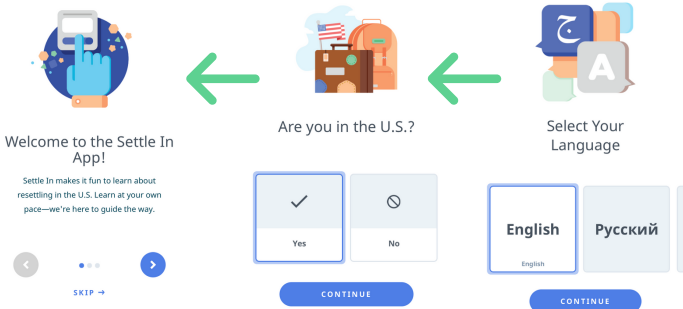 ج
A
Welcome to the Settle In
App!
Settle In makes it fun to learn about
resettling in the U.S. Learn at your own
pace—we're here to guide the way.
SKIP →
Are you in the U.S.?
Yes
No
CONTINUE
Select Your
Language
English
English
Русский
CONTINUE